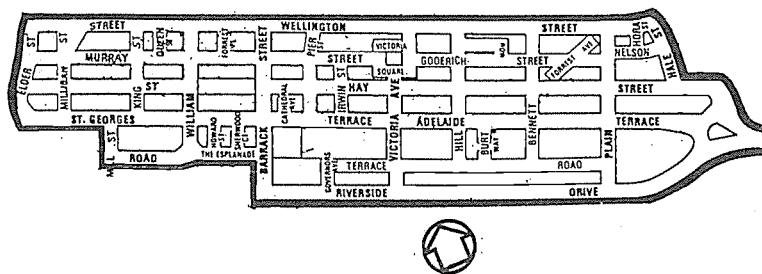 STREET
WELLINGTON
STREET
ST
ST
ST
QUEEN
ST
FORREST
PL
STREET
PIER
ST
VICTORIA
SQUARE
ROW
FORREST AVE
HORA
ST
ST
NELSON
HALE
MURRAY
STREET
GODERICH
STREET
ELDER
MILLIGAN
KING
ST
HAY
STREET
CATHEDRAL
AVE
IRWIN
ST
AVE
WILLIAM
ST. GEORGES
TERRACE
ADELAIDE
TERRACE
MILL ST
HOWARD
ST
SHERWOOD
CT
THE ESPLANADE
BARRACK
VICTORIA
HILL
BURT
WAY
BENNETT
PLAIN
ROAD
GOVERNORS
AVE
TERRACE
ROAD
RIVERSIDE
DRIVE